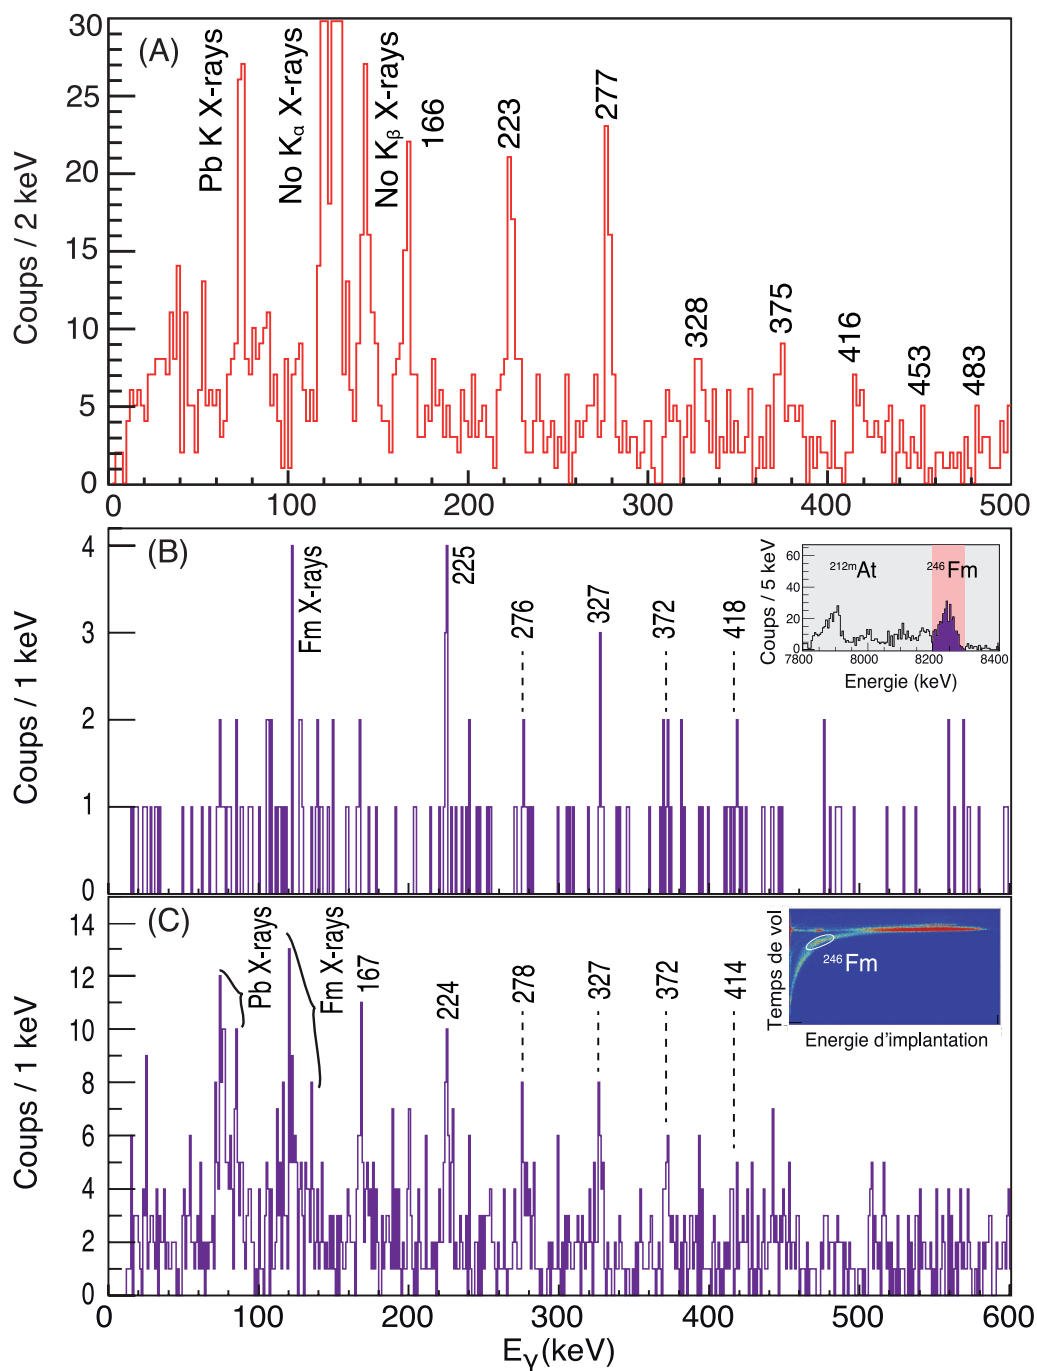 (A)
Coups / 2 keV
30
25
20
15
10
5
0
Pb K X-rays
No Kα X-rays
No Kβ X-rays
166
223
277
328
375
416
453
483
0 100 200 300 400 500
(B)
Coups / 1 keV
4
3
2
1
0
Fm X-rays
225
276
327
372
418
Coups / 5 keV
60
40
20
0
212mAt
246Fm
7800 8000 8200 8400
Energie (keV)
(C)
Coups / 1 keV
14
12
10
8
6
4
2
0
Pb X-rays
Fm X-rays
167
224
278
327
372
414
Temps de vol
246Fm
Energie d'implantation
0 100 200 300 400 500 600
Eγ (keV)